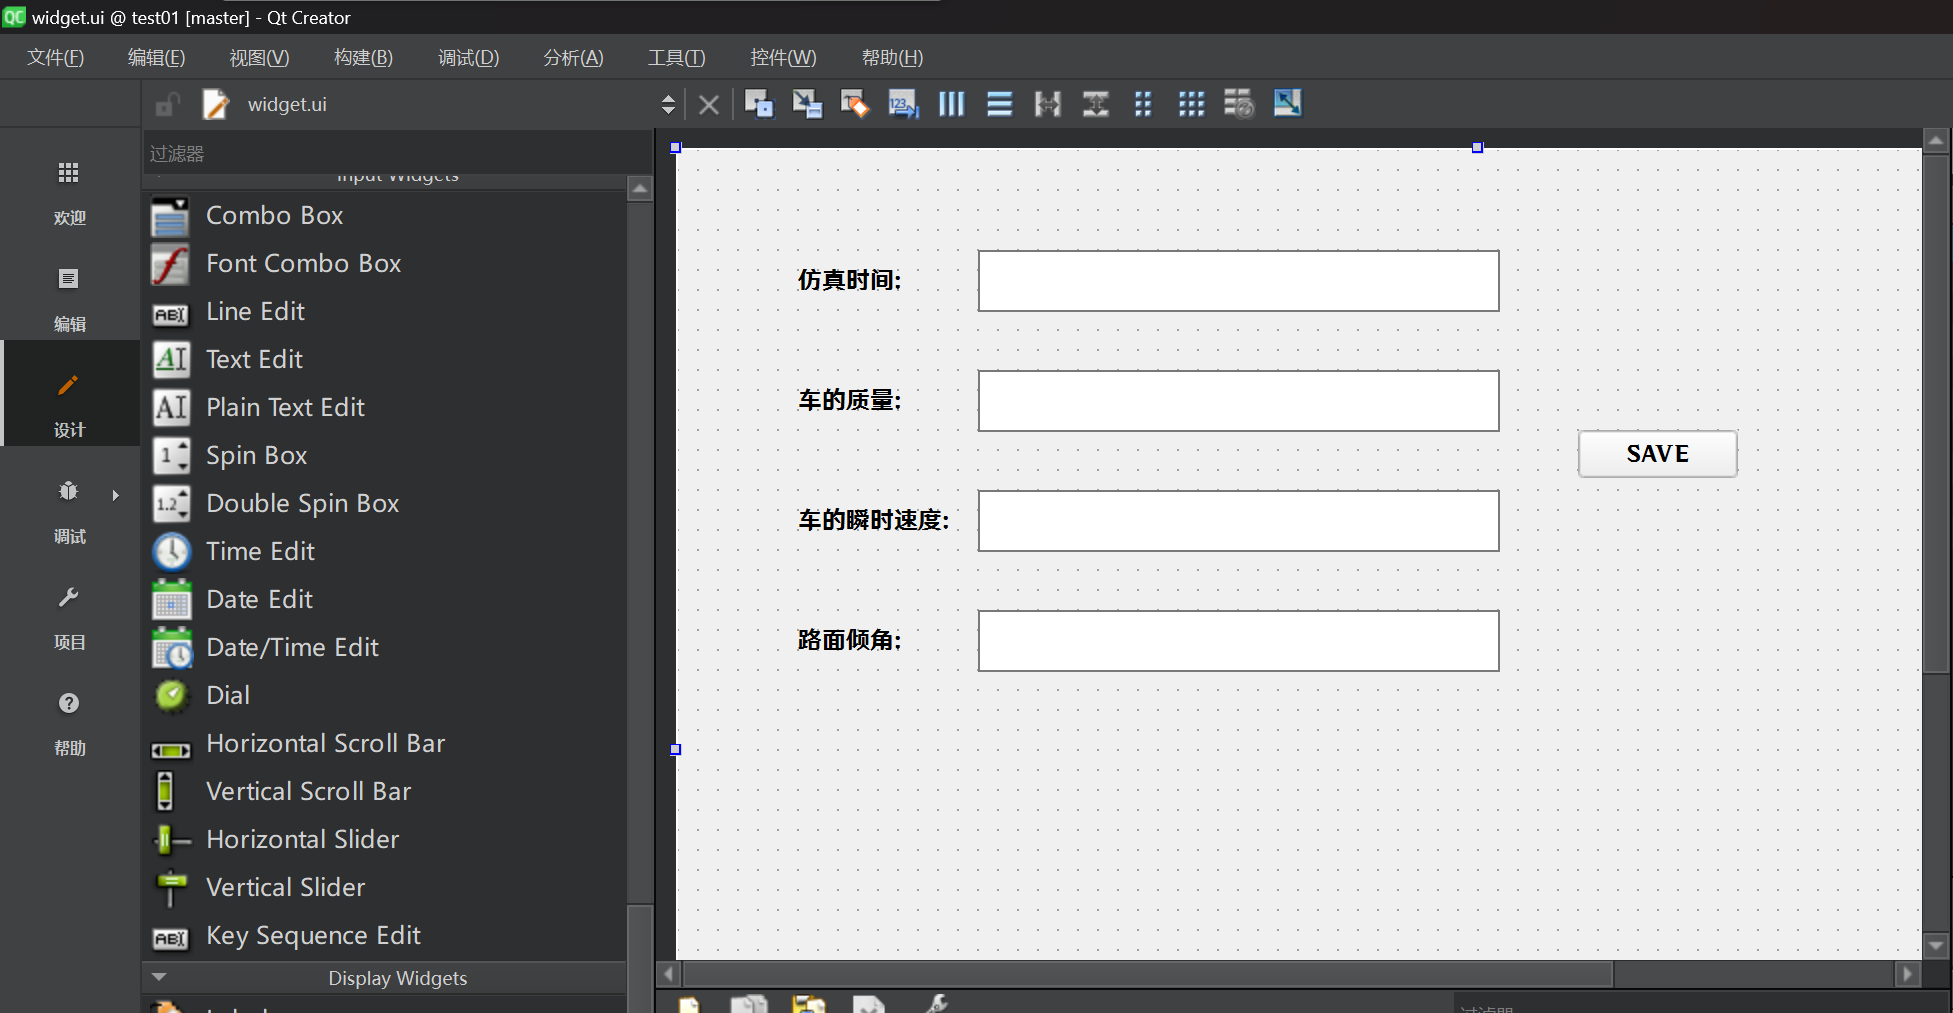 QC widget.ui @ test01 [master] - Qt Creator
文件(F) 编辑(E) 视图(V) 构建(B) 调试(D) 分析(A) 工具(T) 控件(W) 帮助(H)
widget.ui
过滤器
Input Widgets
Combo Box
Font Combo Box
Line Edit
Text Edit
Plain Text Edit
Spin Box
Double Spin Box
Time Edit
Date Edit
Date/Time Edit
Dial
Horizontal Scroll Bar
Vertical Scroll Bar
Horizontal Slider
Vertical Slider
Key Sequence Edit
Display Widgets
欢迎
编辑
设计
调试
项目
帮助
仿真时间:
车的质量:
车的瞬时速度:
路面倾角:
SAVE